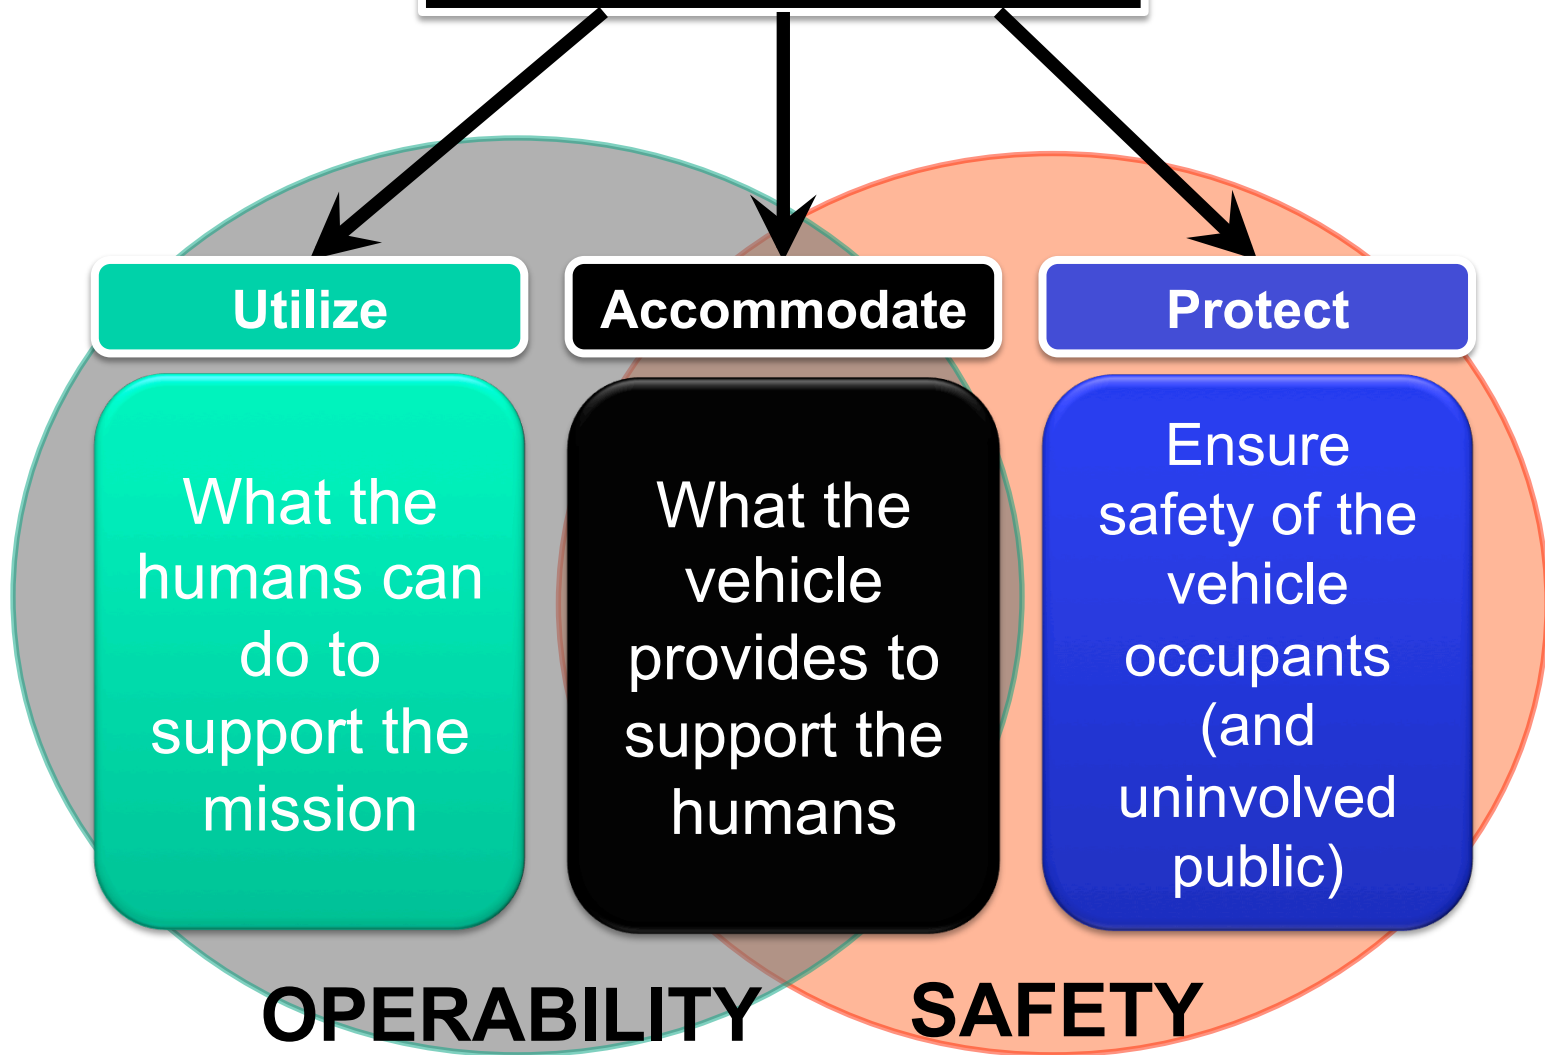 Utilize
Accommodate
Protect
What the
humans can
do to
support the
mission
What the
vehicle
provides to
support the
humans
Ensure
safety of the
vehicle
occupants
(and
uninvolved
public)
OPERABILITY
SAFETY